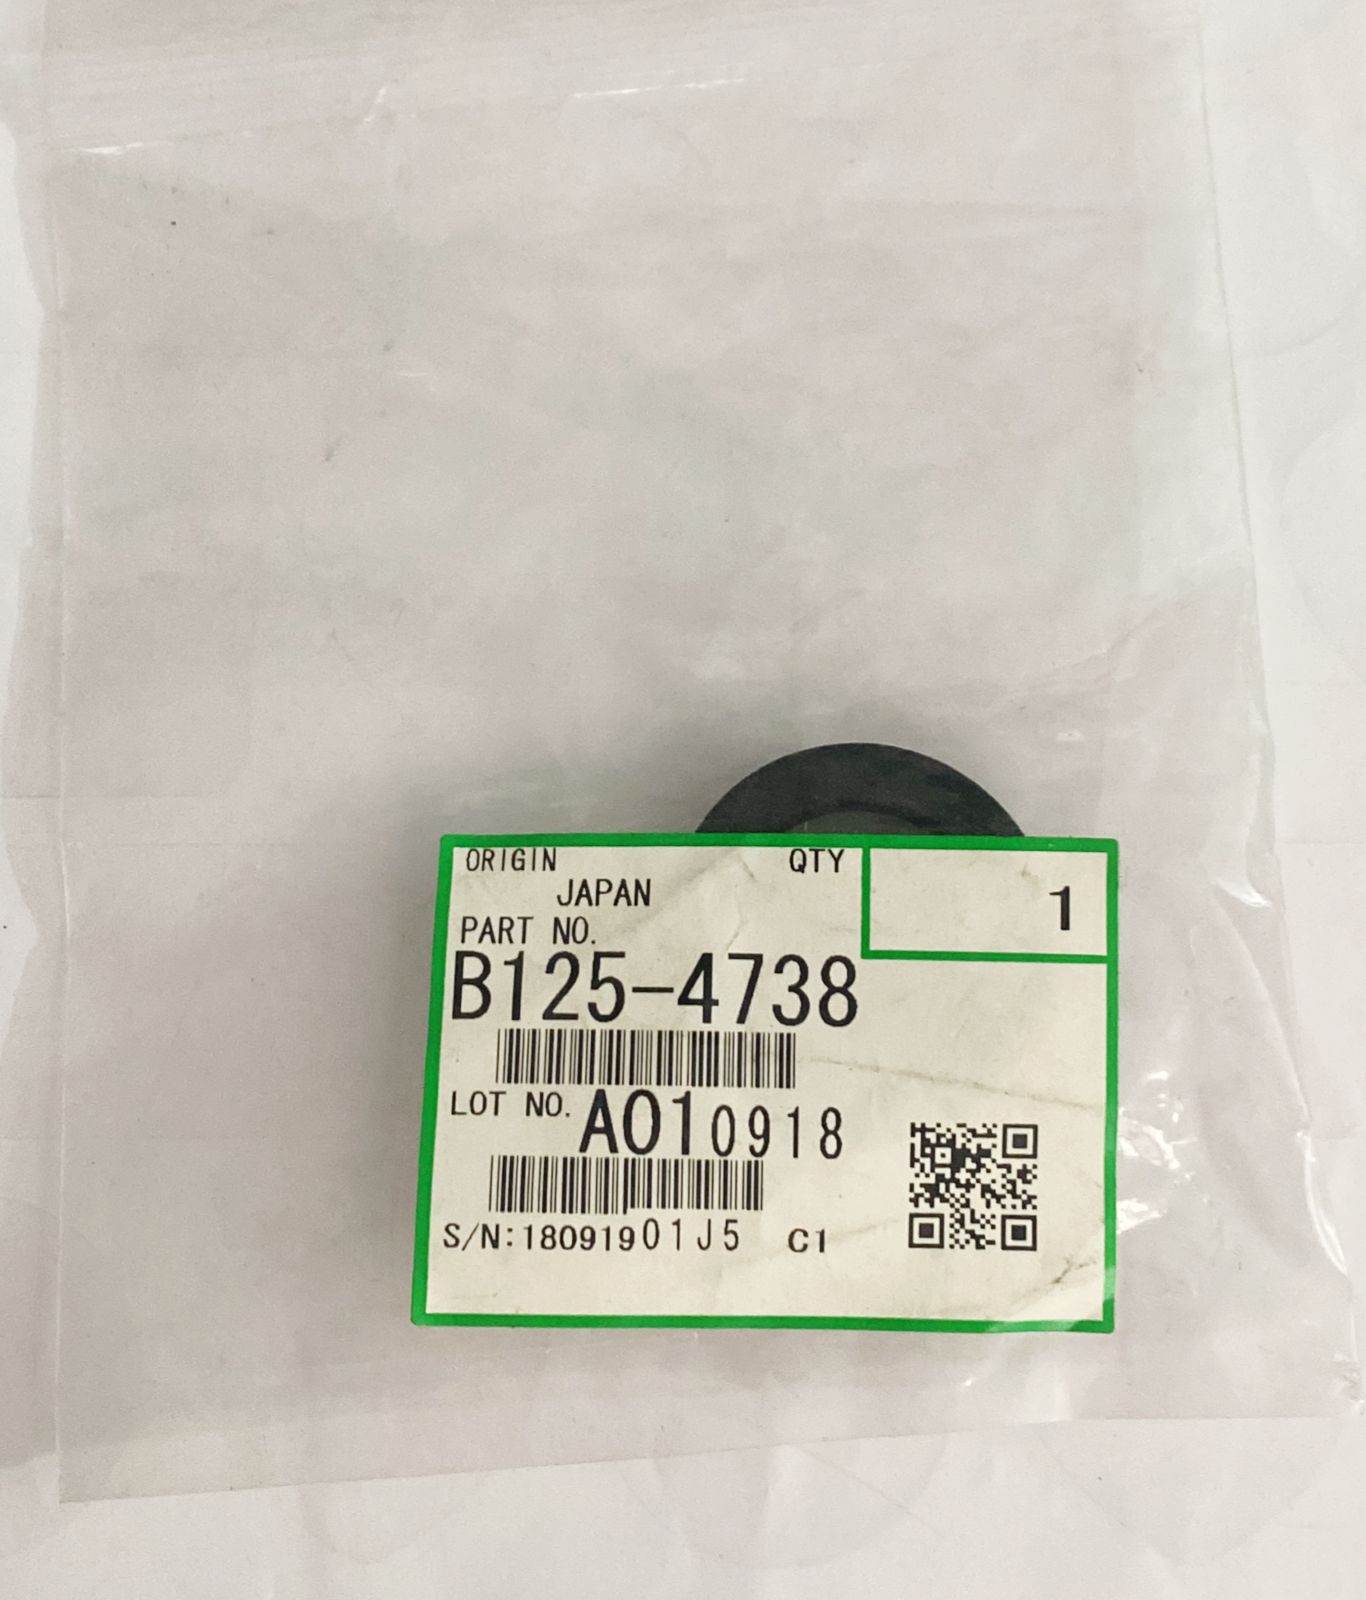 ORIGIN QTY
JAPAN 1
PART NO.
B125-4738
LOT NO. A010918
S/N:18091901J5 C1